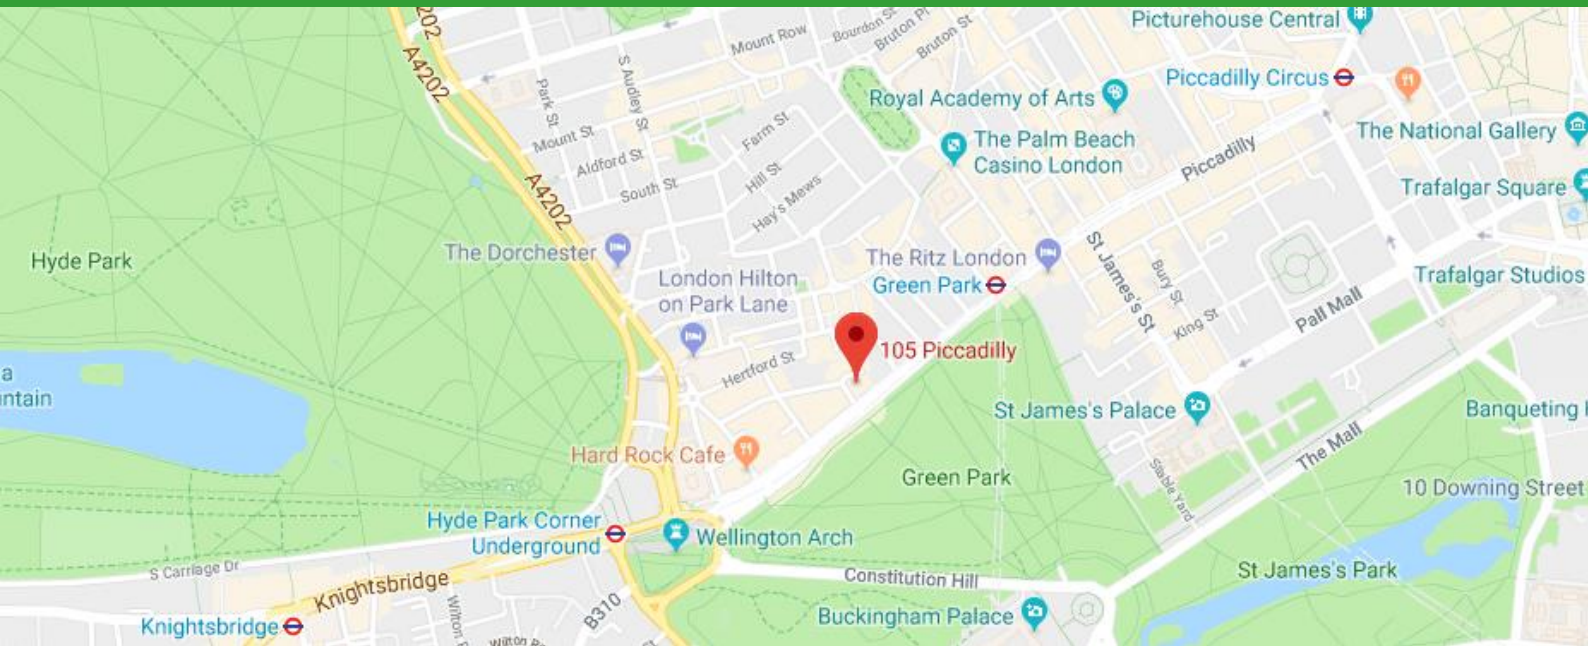 202
A4202
Mount Row
Bourdon St
Bruton Pl
Bruton St
Picturehouse Central
Piccadilly Circus
Park St
S Audley St
Royal Academy of Arts
The Palm Beach
Casino London
The National Gallery
Mount St
Aldford St
South St
Farm St
Hill St
Hay's Mews
Piccadilly
Trafalgar Square
A4202
Hyde Park
The Dorchester
London Hilton
on Park Lane
The Ritz London
Green Park
St James's St
Bury St
King St
Pall Mall
Trafalgar Studios
105 Piccadilly
Hertford St
a
ntain
St James's Palace
Banqueting
Hard Rock Cafe
Green Park
Stable Yard
The Mall
10 Downing Street
Hyde Park Corner
Underground
Wellington Arch
S Carriage Dr
Knightsbridge
Constitution Hill
St James's Park
Buckingham Palace
Knightsbridge
B310